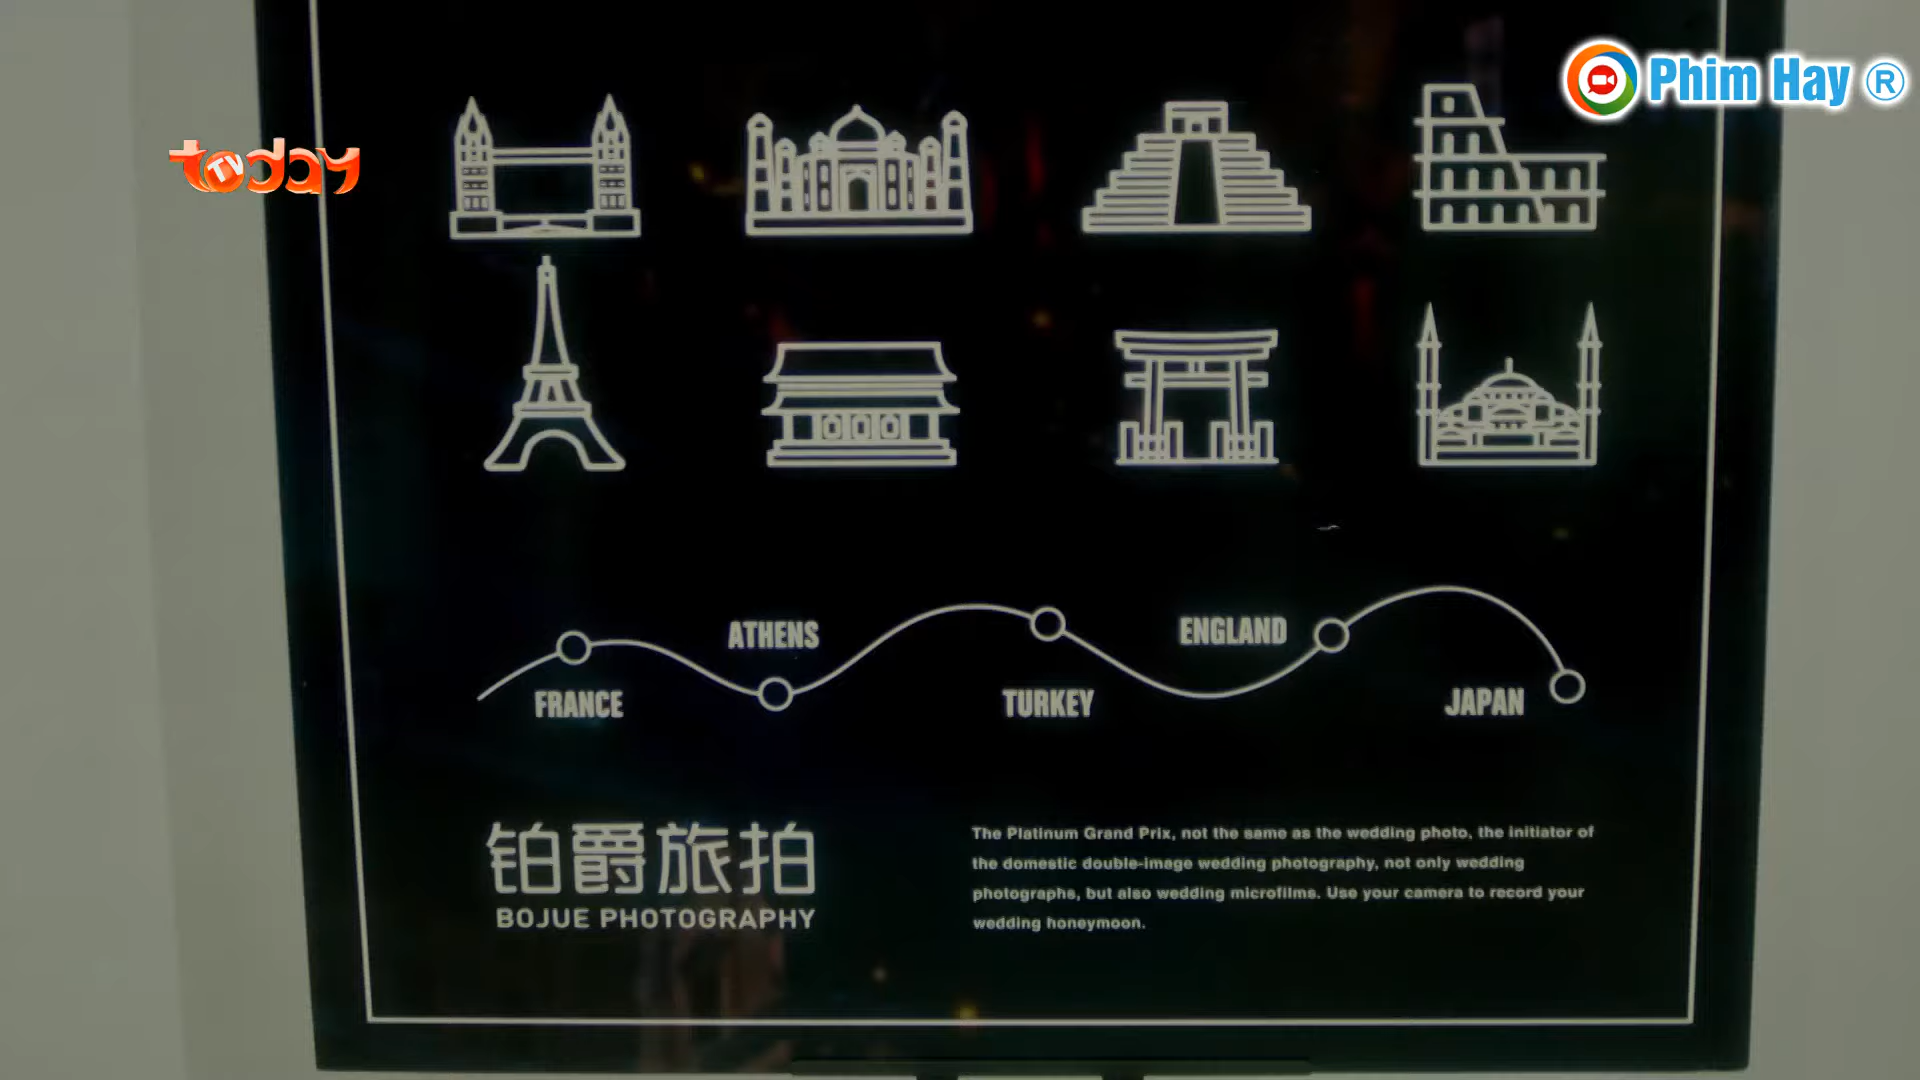 Phim Hay ®
today
TV
ATHENS
ENGLAND
FRANCE
TURKEY
JAPAN
铂爵旅拍
BOJUE PHOTOGRAPHY
The Platinum Grand Prix, not the same as the wedding photo, the initiator of
the domestic double-image wedding photography, not only wedding
photographs, but also wedding microfilms. Use your camera to record your
wedding honeymoon.